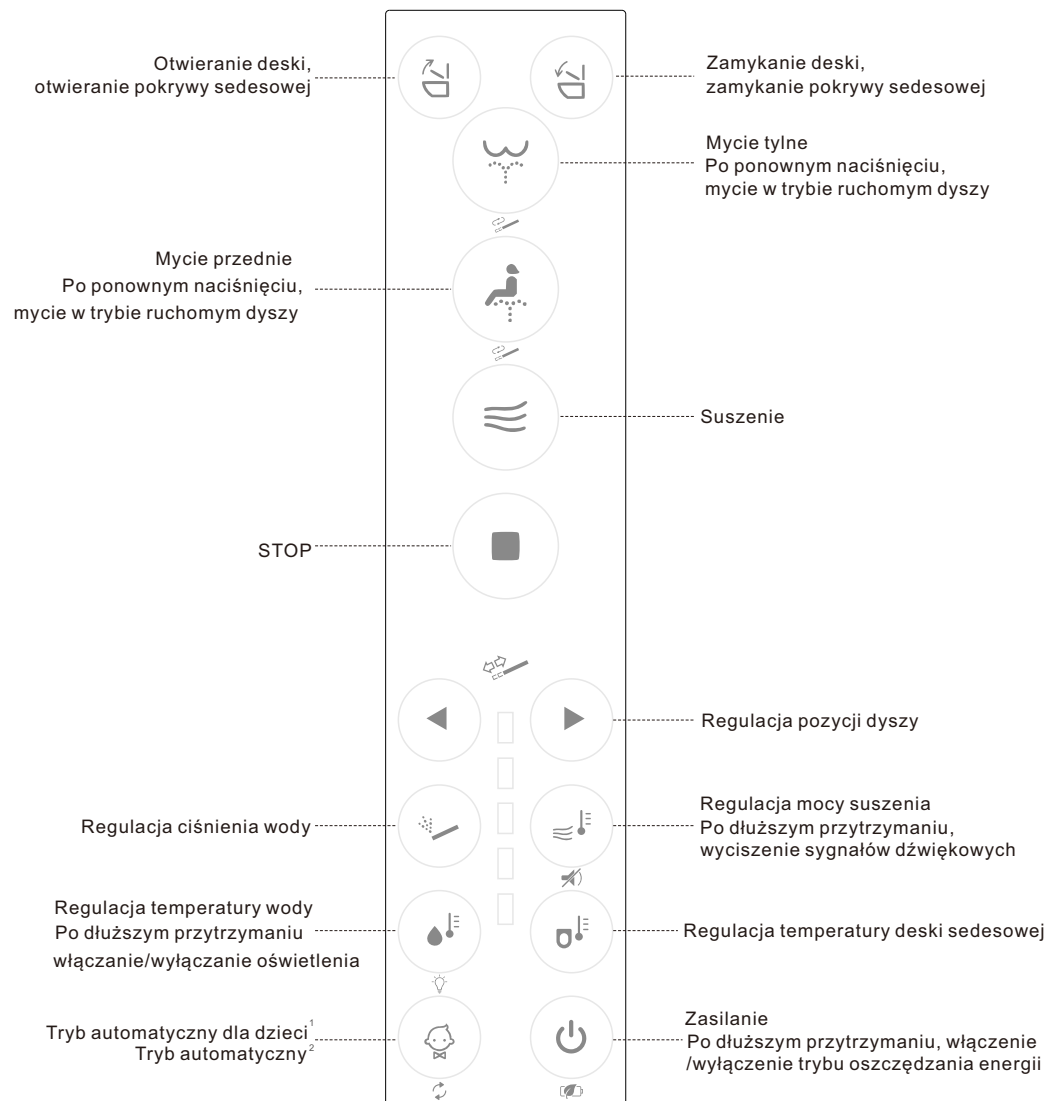 Otwieranie deski,
otwieranie pokrywy sedesowej
Zamykanie deski,
zamykanie pokrywy sedesowej
Mycie tylne
Po ponownym naciśnięciu,
mycie w trybie ruchomym dyszy
Mycie przednie
Po ponownym naciśnięciu,
mycie w trybie ruchomym dyszy
Suszenie
STOP
Regulacja pozycji dyszy
Regulacja ciśnienia wody
Regulacja mocy suszenia
Po dłuższym przytrzymaniu,
wyciszenie sygnałów dźwiękowych
Regulacja temperatury wody
Po dłuższym przytrzymaniu
włączanie/wyłączanie oświetlenia
Regulacja temperatury deski sedesowej
Tryb automatyczny dla dzieci¹
Tryb automatyczny²
Zasilanie
Po dłuższym przytrzymaniu, włączenie
/wyłączenie trybu oszczędzania energii